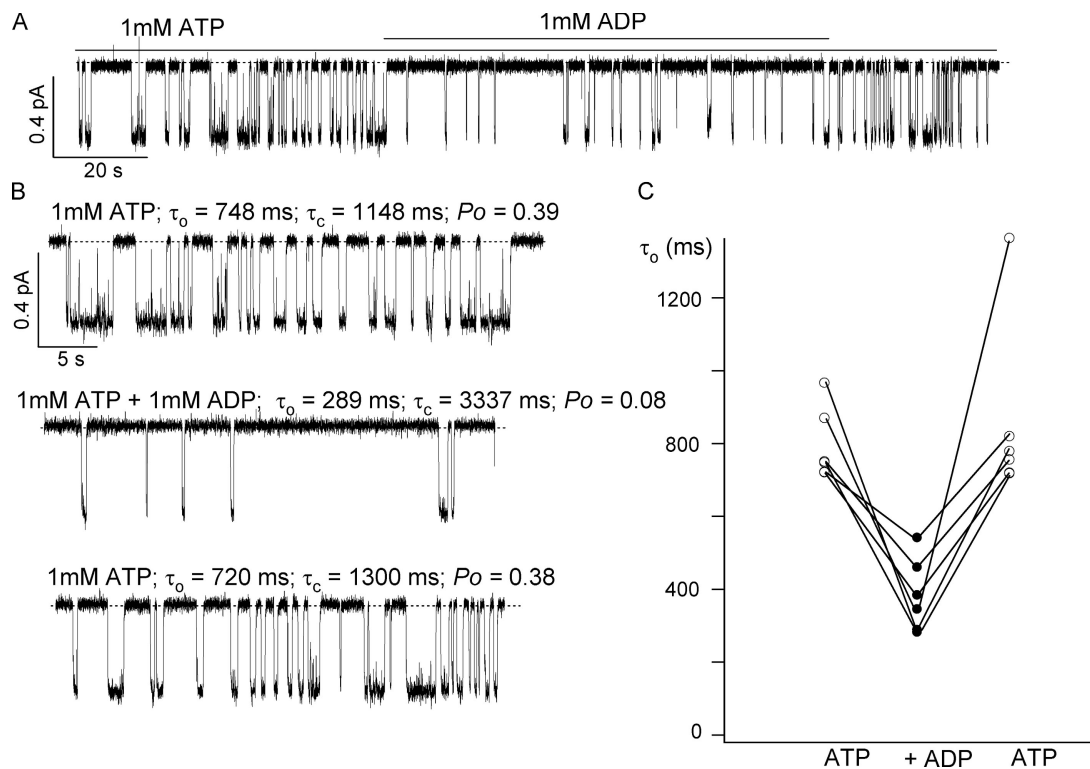 A
1mM ATP
1mM ADP
0.4 pA
20 s
B
1mM ATP; τo = 748 ms; τc = 1148 ms; Po = 0.39
0.4 pA
5 s
1mM ATP + 1mM ADP; τo = 289 ms; τc = 3337 ms; Po = 0.08
1mM ATP; τo = 720 ms; τc = 1300 ms; Po = 0.38
C
τo (ms)
1200
800
400
0
ATP
+ ADP
ATP